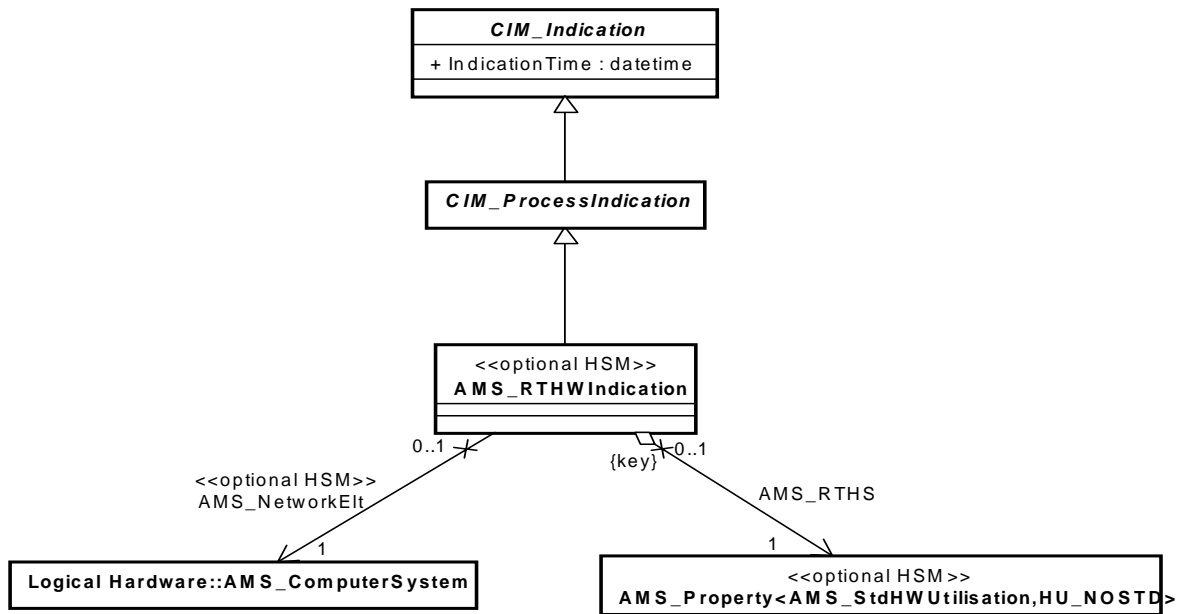 CIM_Indication
+ IndicationTime : datetime
CIM_ProcessIndication
<<optional HSM>>
AMS_RTHWIndication
0..1
0..1
{key}
<<optional HSM>>
AMS_NetworkElt
AMS_RTHS
1
1
Logical Hardware::AMS_ComputerSystem
<<optional HSM>>
AMS_Property<AMS_StdHWUtilisation,HU_NOSTD>